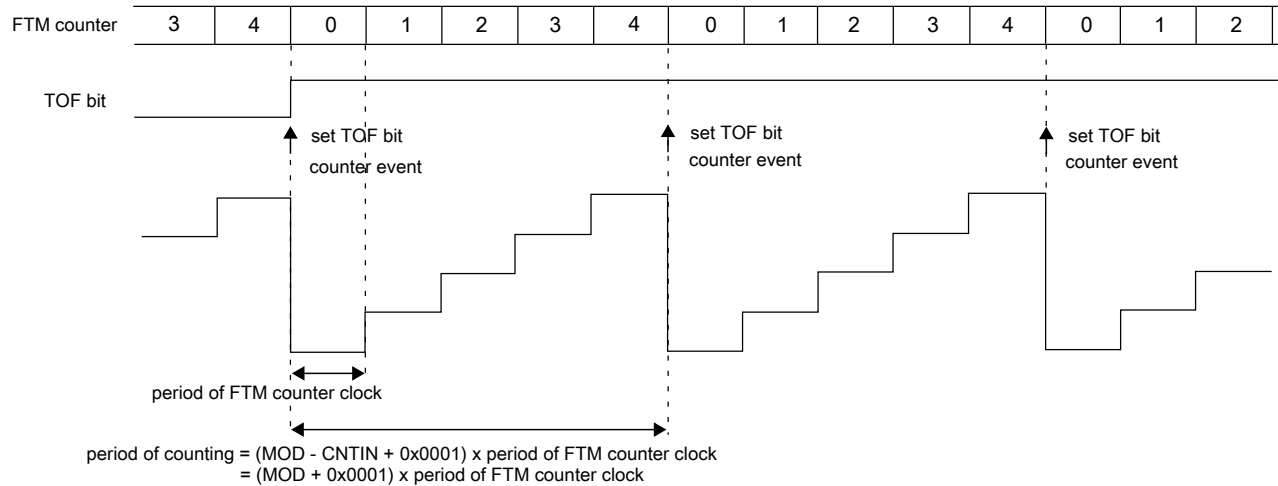 FTM counter 3 4 0 1 2 3 4 0 1 2 3 4 0 1 2
TOF bit
set TOF bit
counter event
set TOF bit
counter event
set TOF bit
counter event
period of FTM counter clock
period of counting = (MOD - CNTIN + 0x0001) x period of FTM counter clock
= (MOD + 0x0001) x period of FTM counter clock